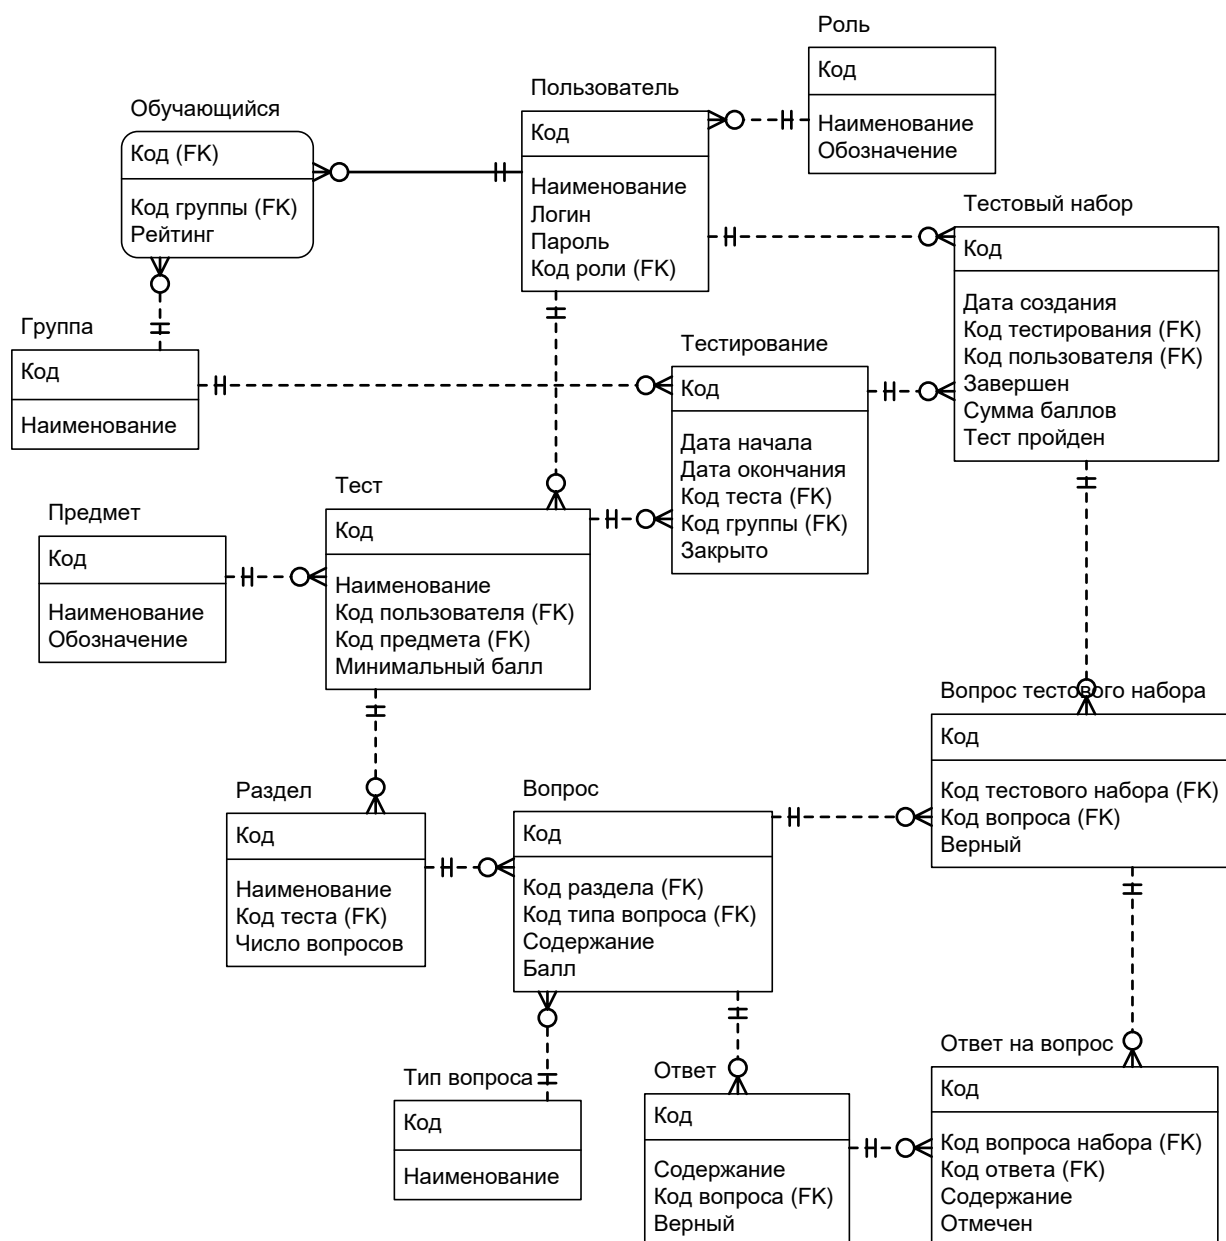 Роль
Код
Наименование
Обозначение
Пользователь
Код
Наименование
Логин
Пароль
Код роли (FK)
Обучающийся
Код (FK)
Код группы (FK)
Рейтинг
Тестовый набор
Код
Дата создания
Код тестирования (FK)
Код пользователя (FK)
Завершен
Сумма баллов
Тест пройден
Группа
Код
Наименование
Тестирование
Код
Дата начала
Дата окончания
Код теста (FK)
Код группы (FK)
Закрыто
Тест
Код
Наименование
Код пользователя (FK)
Код предмета (FK)
Минимальный балл
Предмет
Код
Наименование
Обозначение
Вопрос тестового набора
Код
Код тестового набора (FK)
Код вопроса (FK)
Верный
Раздел
Код
Наименование
Код теста (FK)
Число вопросов
Вопрос
Код
Код раздела (FK)
Код типа вопроса (FK)
Содержание
Балл
Тип вопроса
Код
Наименование
Ответ
Код
Содержание
Код вопроса (FK)
Верный
Ответ на вопрос
Код
Код вопроса набора (FK)
Код ответа (FK)
Содержание
Отмечен